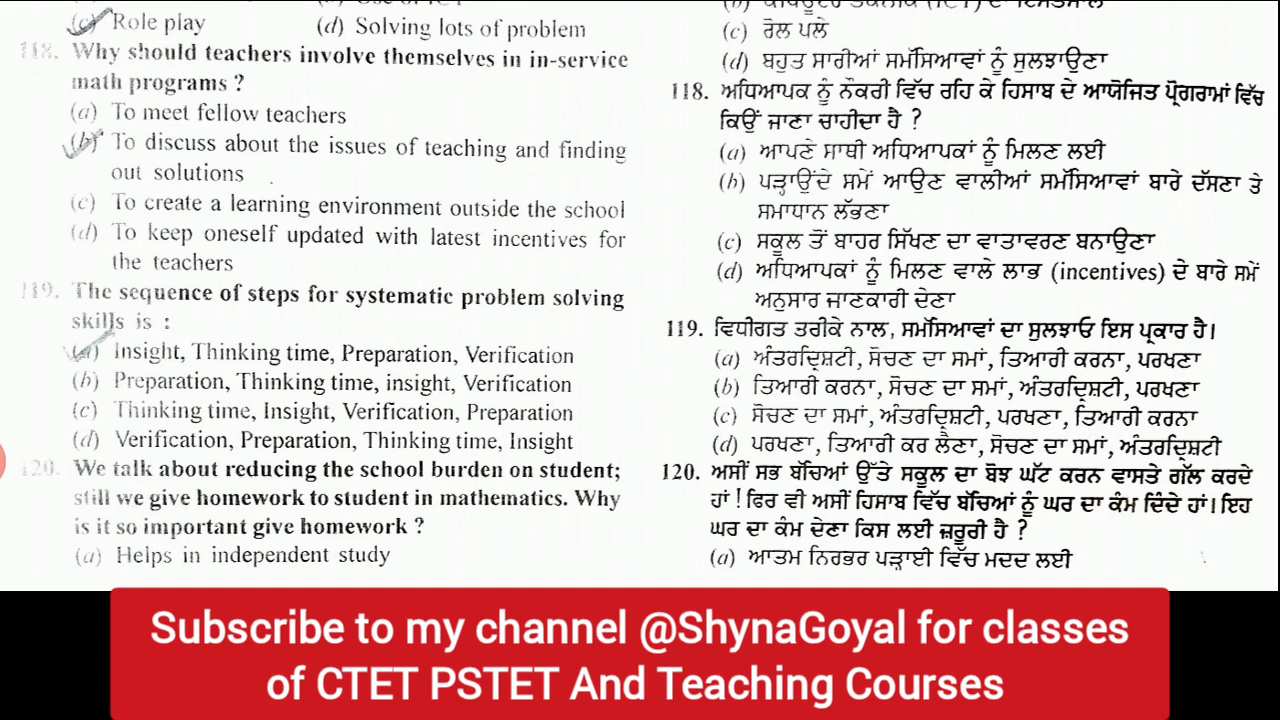 (c) Role play (d) Solving lots of problem
118. Why should teachers involve themselves in in-service
math programs ?
(a) To meet fellow teachers
(b) To discuss about the issues of teaching and finding
out solutions
(c) To create a learning environment outside the school
(d) To keep oneself updated with latest incentives for
the teachers
119. The sequence of steps for systematic problem solving
skills is :
(a) Insight, Thinking time, Preparation, Verification
(b) Preparation, Thinking time, insight, Verification
(c) Thinking time, Insight, Verification, Preparation
(d) Verification, Preparation, Thinking time, Insight
120. We talk about reducing the school burden on student;
still we give homework to student in mathematics. Why
is it so important give homework ?
(a) Helps in independent study
(c) ਰੋਲ ਪਲੇ
(d) ਬਹੁਤ ਸਾਰੀਆਂ ਸਮੱਸਿਆਵਾਂ ਨੂੰ ਸੁਲਝਾਉਣਾ
118. ਅਧਿਆਪਕ ਨੂੰ ਨੌਕਰੀ ਵਿੱਚ ਰਹਿ ਕੇ ਹਿਸਾਬ ਦੇ ਆਯੋਜਿਤ ਪ੍ਰੋਗਰਾਮਾਂ ਵਿੱਚ
ਕਿਉਂ ਜਾਣਾ ਚਾਹੀਦਾ ਹੈ ?
(a) ਆਪਣੇ ਸਾਥੀ ਅਧਿਆਪਕਾਂ ਨੂੰ ਮਿਲਣ ਲਈ
(b) ਪੜ੍ਹਾਉਂਦੇ ਸਮੇਂ ਆਉਣ ਵਾਲੀਆਂ ਸਮੱਸਿਆਵਾਂ ਬਾਰੇ ਦੱਸਣਾ ਤੇ
ਸਮਾਧਾਨ ਲੱਭਣਾ
(c) ਸਕੂਲ ਤੋਂ ਬਾਹਰ ਸਿੱਖਣ ਦਾ ਵਾਤਾਵਰਣ ਬਨਾਉਣਾ
(d) ਅਧਿਆਪਕਾਂ ਨੂੰ ਮਿਲਣ ਵਾਲੇ ਲਾਭ (incentives) ਦੇ ਬਾਰੇ ਸਮੇਂ
ਅਨੁਸਾਰ ਜਾਣਕਾਰੀ ਦੇਣਾ
119. ਵਿਧੀਗਤ ਤਰੀਕੇ ਨਾਲ, ਸਮੱਸਿਆਵਾਂ ਦਾ ਸੁਲਝਾਓ ਇਸ ਪ੍ਰਕਾਰ ਹੈ।
(a) ਅੰਤਰਦ੍ਰਿਸ਼ਟੀ, ਸੋਚਣ ਦਾ ਸਮਾਂ, ਤਿਆਰੀ ਕਰਨਾ, ਪਰਖਣਾ
(b) ਤਿਆਰੀ ਕਰਨਾ, ਸੋਚਣ ਦਾ ਸਮਾਂ, ਅੰਤਰਦ੍ਰਿਸ਼ਟੀ, ਪਰਖਣਾ
(c) ਸੋਚਣ ਦਾ ਸਮਾਂ, ਅੰਤਰਦ੍ਰਿਸ਼ਟੀ, ਪਰਖਣਾ, ਤਿਆਰੀ ਕਰਨਾ
(d) ਪਰਖਣਾ, ਤਿਆਰੀ ਕਰ ਲੈਣਾ, ਸੋਚਣ ਦਾ ਸਮਾਂ, ਅੰਤਰਦ੍ਰਿਸ਼ਟੀ
120. ਅਸੀਂ ਸਭ ਬੱਚਿਆਂ ਉੱਤੇ ਸਕੂਲ ਦਾ ਬੋਝ ਘੱਟ ਕਰਨ ਵਾਸਤੇ ਗੱਲ ਕਰਦੇ
ਹਾਂ ! ਫਿਰ ਵੀ ਅਸੀਂ ਹਿਸਾਬ ਵਿੱਚ ਬੱਚਿਆਂ ਨੂੰ ਘਰ ਦਾ ਕੰਮ ਦਿੰਦੇ ਹਾਂ। ਇਹ
ਘਰ ਦਾ ਕੰਮ ਦੇਣਾ ਕਿਸ ਲਈ ਜ਼ਰੂਰੀ ਹੈ ?
(a) ਆਤਮ ਨਿਰਭਰ ਪੜ੍ਹਾਈ ਵਿੱਚ ਮਦਦ ਲਈ
Subscribe to my channel @ShynaGoyal for classes
of CTET PSTET And Teaching Courses